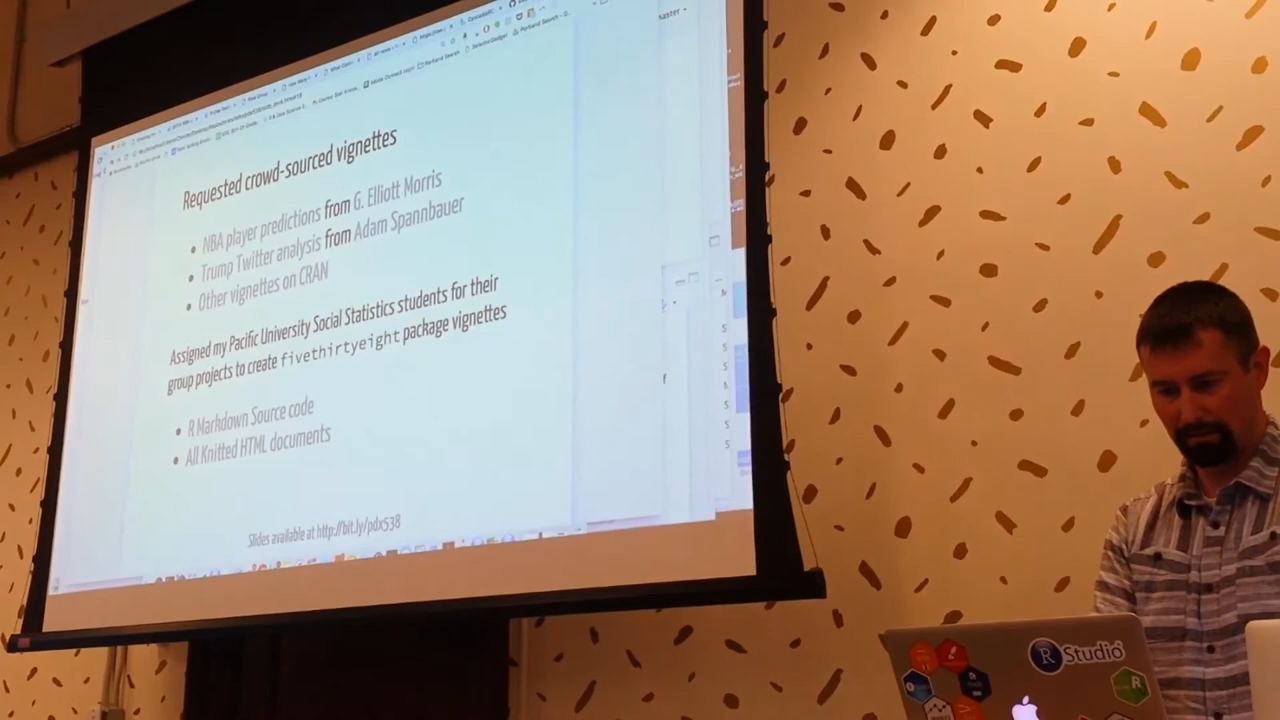 Requested crowd-sourced vignettes
NBA player predictions from G. Elliott Morris
Trump Twitter analysis from Adam Spannbauer
Other vignettes on CRAN
Assigned my Pacific University Social Statistics students for their
group projects to create fivethirtyeight package vignettes
R Markdown Source code
All Knitted HTML documents
Slides available at http://bit.ly/pdx538
R Studio
R